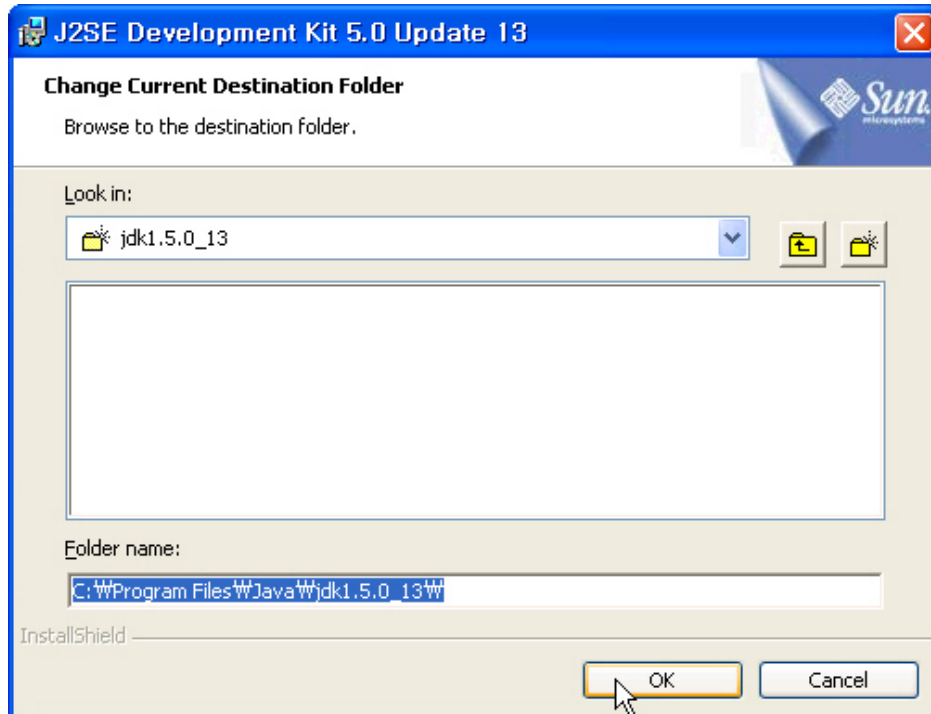 J2SE Development Kit 5.0 Update 13
Change Current Destination Folder
Browse to the destination folder.
Sun.
microsystems
Look in:
jdk1.5.0_13
Folder name:
C:₩Program Files₩Java₩jdk1.5.0_13₩
InstallShield
OK
Cancel